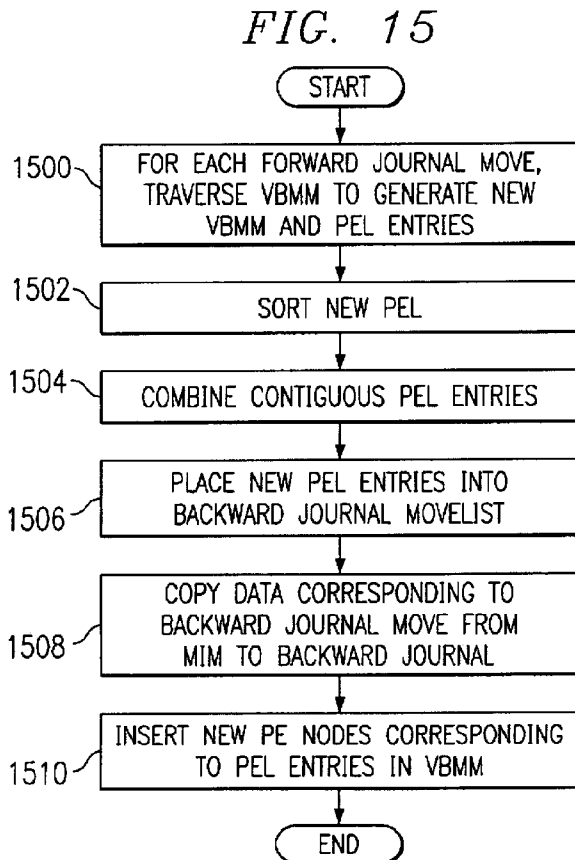 FIG. 15
START
1500
FOR EACH FORWARD JOURNAL MOVE,
TRAVERSE VBMM TO GENERATE NEW
VBMM AND PEL ENTRIES
1502
SORT NEW PEL
1504
COMBINE CONTIGUOUS PEL ENTRIES
1506
PLACE NEW PEL ENTRIES INTO
BACKWARD JOURNAL MOVELIST
1508
COPY DATA CORRESPONDING TO
BACKWARD JOURNAL MOVE FROM
MIM TO BACKWARD JOURNAL
1510
INSERT NEW PE NODES CORRESPONDING
TO PEL ENTRIES IN VBMM
END